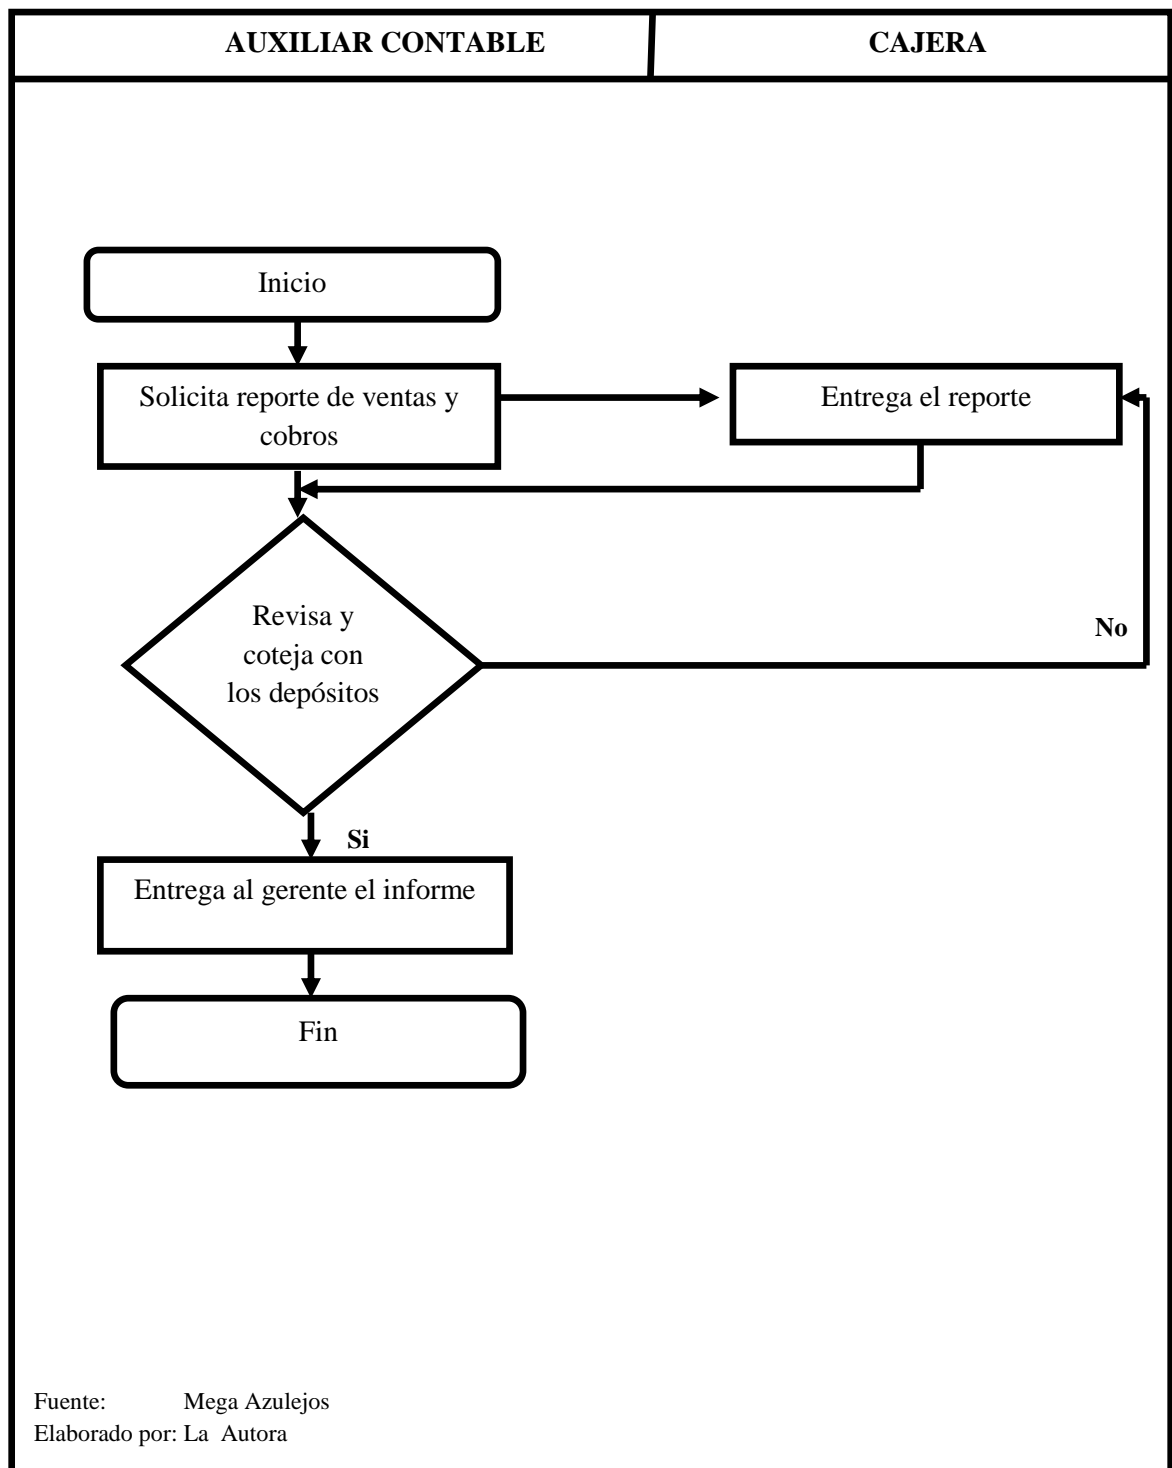 AUXILIAR CONTABLE
CAJERA
Inicio
Solicita reporte de ventas y
cobros
Entrega el reporte
Revisa y
coteja con
los depósitos
No
Si
Entrega al gerente el informe
Fin
Fuente: Mega Azulejos
Elaborado por: La Autora